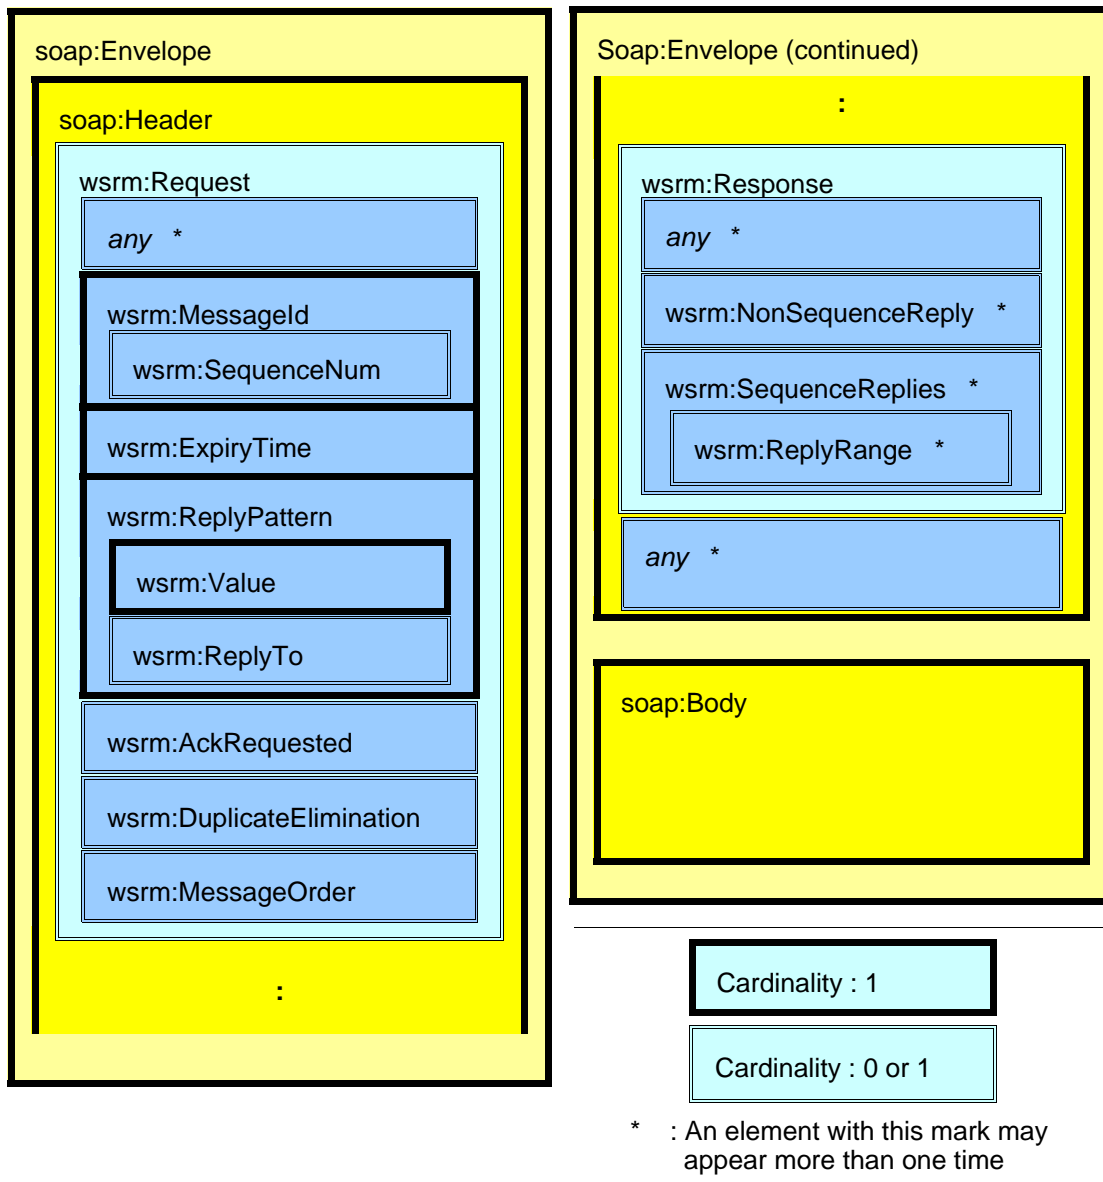 soap:Envelope
soap:Header
wsrm:Request
any *
wsrm:MessageId
wsrm:SequenceNum
wsrm:ExpiryTime
wsrm:ReplyPattern
wsrm:Value
wsrm:ReplyTo
wsrm:AckRequested
wsrm:DuplicateElimination
wsrm:MessageOrder
:
Soap:Envelope (continued)
:
wsrm:Response
any *
wsrm:NonSequenceReply *
wsrm:SequenceReplies *
wsrm:ReplyRange *
any *
soap:Body
Cardinality : 1
Cardinality : 0 or 1
* : An element with this mark may
appear more than one time